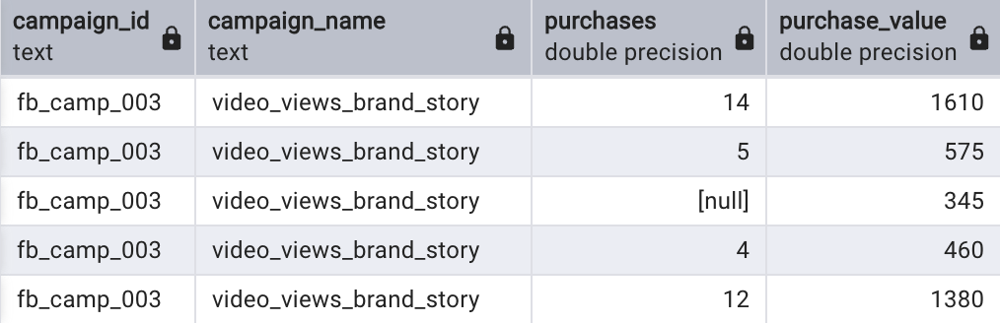 campaign_id campaign_name purchases purchase_value
text text double precision double precision
fb_camp_003 video_views_brand_story 14 1610
fb_camp_003 video_views_brand_story 5 575
fb_camp_003 video_views_brand_story [null] 345
fb_camp_003 video_views_brand_story 4 460
fb_camp_003 video_views_brand_story 12 1380